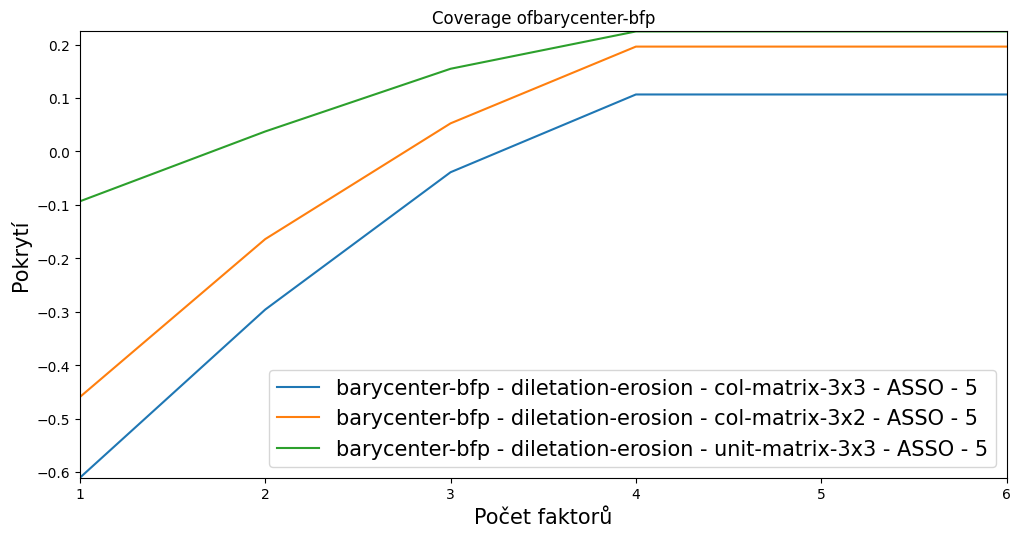 Coverage ofbarycenter-bfp
Pokrytí
0.2
0.1
0.0
−0.1
−0.2
−0.3
−0.4
−0.5
−0.6
barycenter-bfp - diletation-erosion - col-matrix-3x3 - ASSO - 5
barycenter-bfp - diletation-erosion - col-matrix-3x2 - ASSO - 5
barycenter-bfp - diletation-erosion - unit-matrix-3x3 - ASSO - 5
1 2 3 4 5 6
Počet faktorů